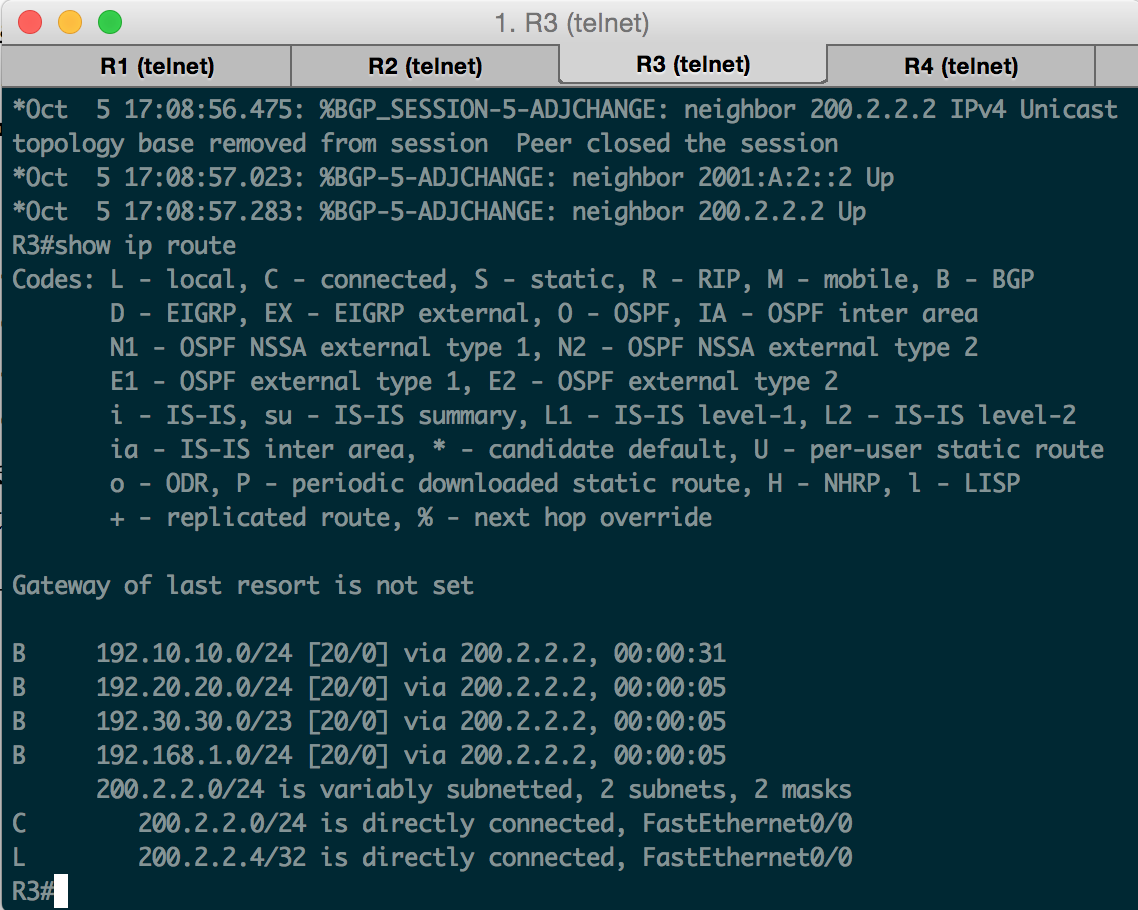 1. R3 (telnet)
R1 (telnet) R2 (telnet) R3 (telnet) R4 (telnet)
*Oct  5 17:08:56.475: %BGP_SESSION-5-ADJCHANGE: neighbor 200.2.2.2 IPv4 Unicast
topology base removed from session  Peer closed the session
*Oct  5 17:08:57.023: %BGP-5-ADJCHANGE: neighbor 2001:A:2::2 Up
*Oct  5 17:08:57.283: %BGP-5-ADJCHANGE: neighbor 200.2.2.2 Up
R3#show ip route
Codes: L - local, C - connected, S - static, R - RIP, M - mobile, B - BGP
       D - EIGRP, EX - EIGRP external, O - OSPF, IA - OSPF inter area
       N1 - OSPF NSSA external type 1, N2 - OSPF NSSA external type 2
       E1 - OSPF external type 1, E2 - OSPF external type 2
       i - IS-IS, su - IS-IS summary, L1 - IS-IS level-1, L2 - IS-IS level-2
       ia - IS-IS inter area, * - candidate default, U - per-user static route
       o - ODR, P - periodic downloaded static route, H - NHRP, l - LISP
       + - replicated route, % - next hop override
Gateway of last resort is not set
B     192.10.10.0/24 [20/0] via 200.2.2.2, 00:00:31
B     192.20.20.0/24 [20/0] via 200.2.2.2, 00:00:05
B     192.30.30.0/23 [20/0] via 200.2.2.2, 00:00:05
B     192.168.1.0/24 [20/0] via 200.2.2.2, 00:00:05
      200.2.2.0/24 is variably subnetted, 2 subnets, 2 masks
C        200.2.2.0/24 is directly connected, FastEthernet0/0
L        200.2.2.4/32 is directly connected, FastEthernet0/0
R3#